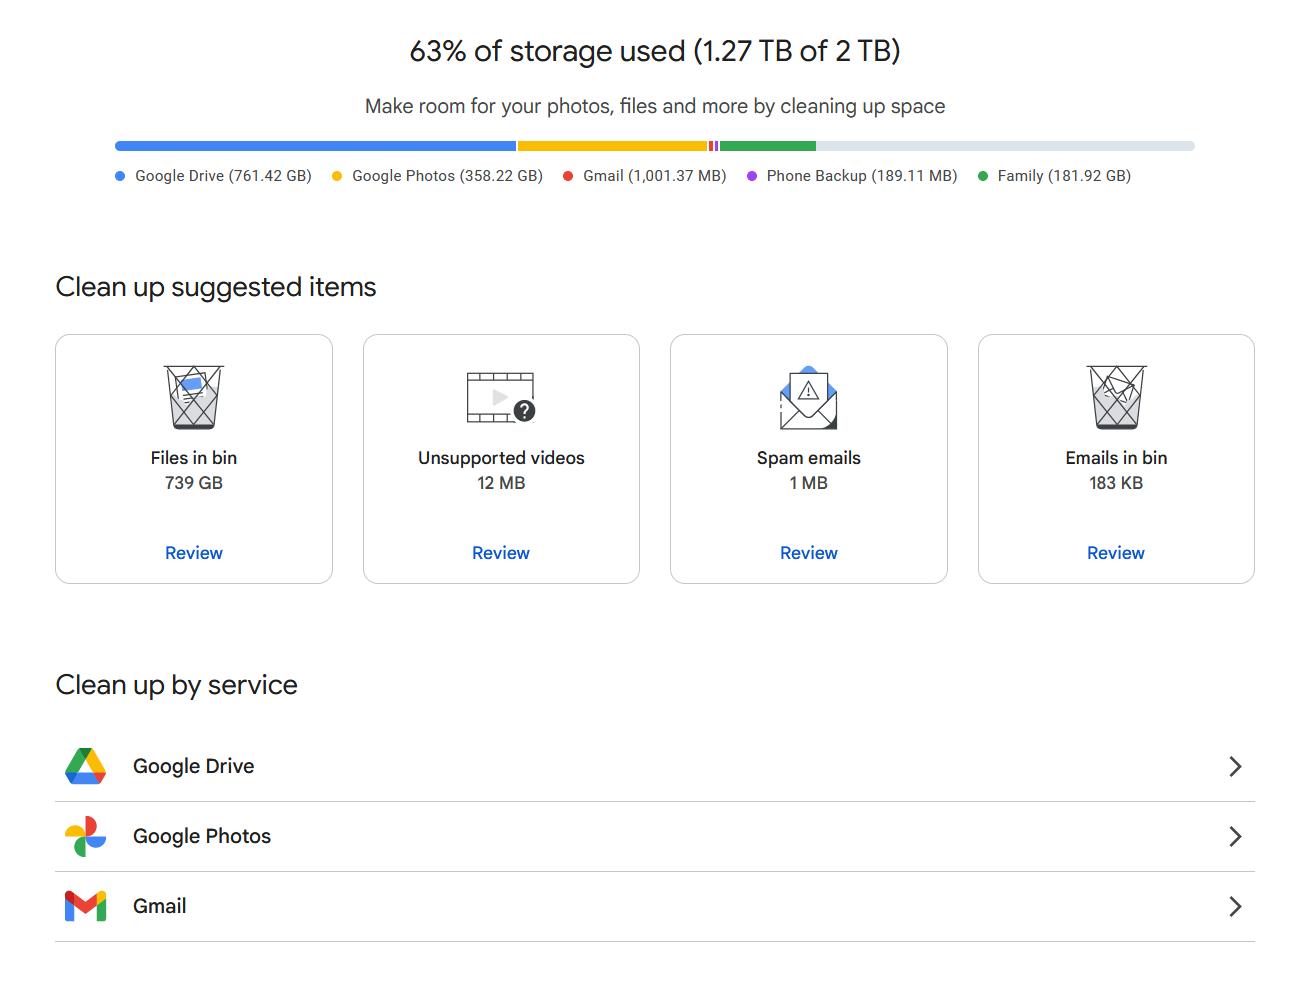 63% of storage used (1.27 TB of 2 TB)
Make room for your photos, files and more by cleaning up space
Google Drive (761.42 GB) Google Photos (358.22 GB) Gmail (1,001.37 MB) Phone Backup (189.11 MB) Family (181.92 GB)
Clean up suggested items
Files in bin
739 GB
Review
Unsupported videos
12 MB
Review
Spam emails
1 MB
Review
Emails in bin
183 KB
Review
Clean up by service
Google Drive
Google Photos
Gmail